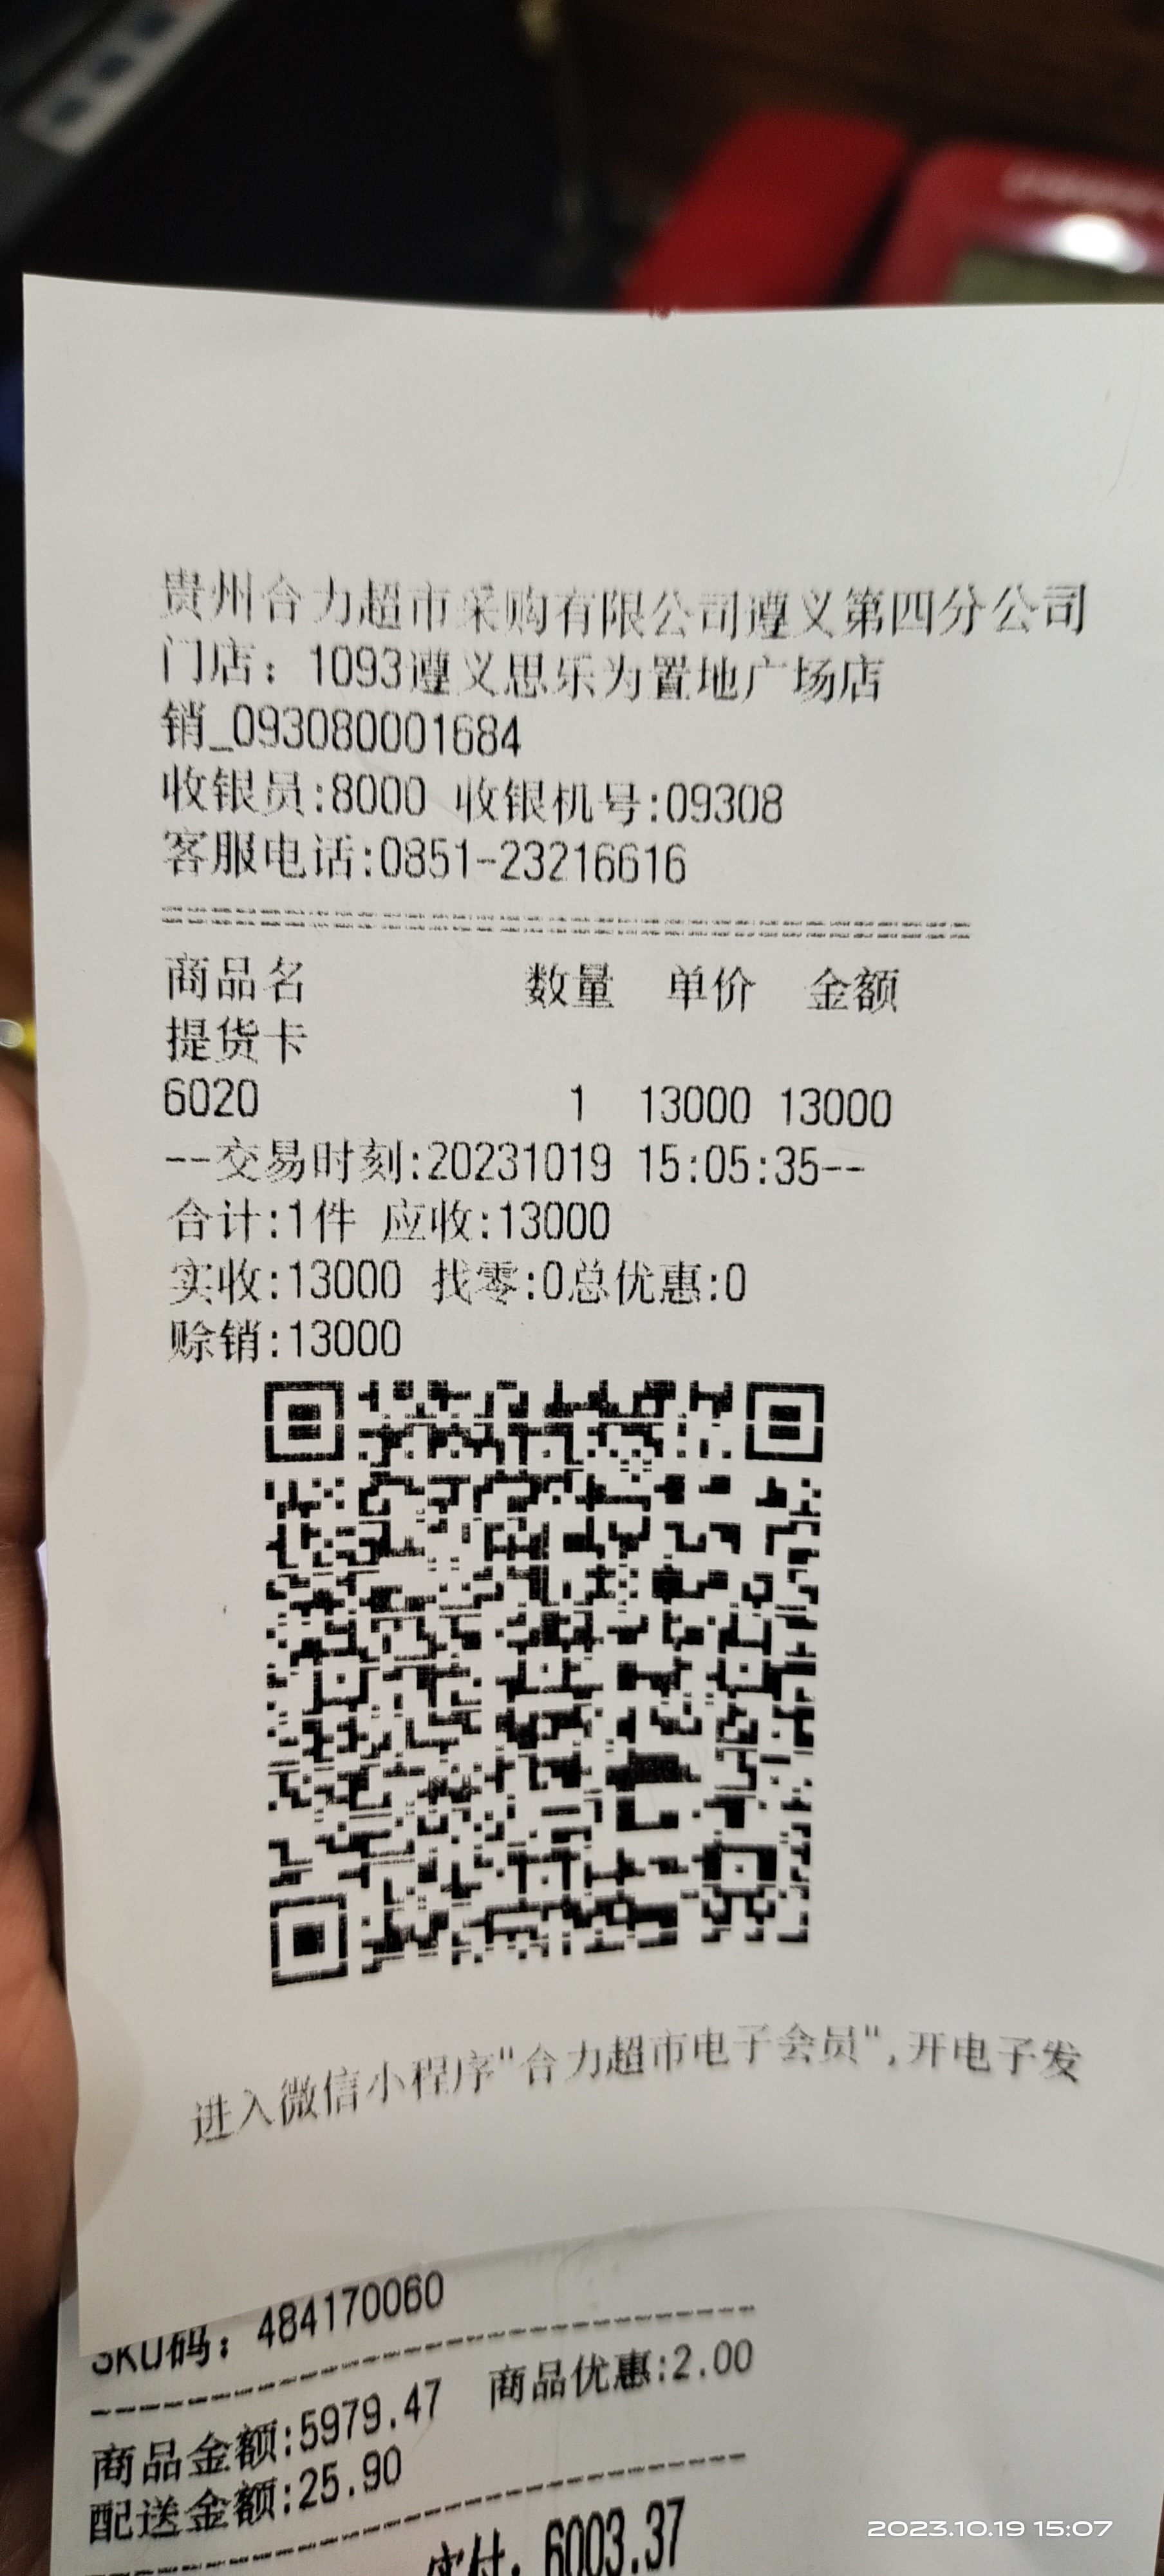 贵州合力超市采购有限公司遵义第四分公司
门店：1093遵义思乐为置地广场店
销_093080001684
收银员:8000 收银机号:09308
客服电话:0851-23216616
商品名 数量 单价 金额
提货卡
6020 1 13000 13000
--交易时刻:20231019 15:05:35--
合计:1件 应收:13000
实收:13000 找零:0总优惠:0
赊销:13000
进入微信小程序"合力超市电子会员",开电子发
SKU码：484170060
商品金额:5979.47 商品优惠:2.00
配送金额:25.90
实付：6003.37
2023.10.19 15:07